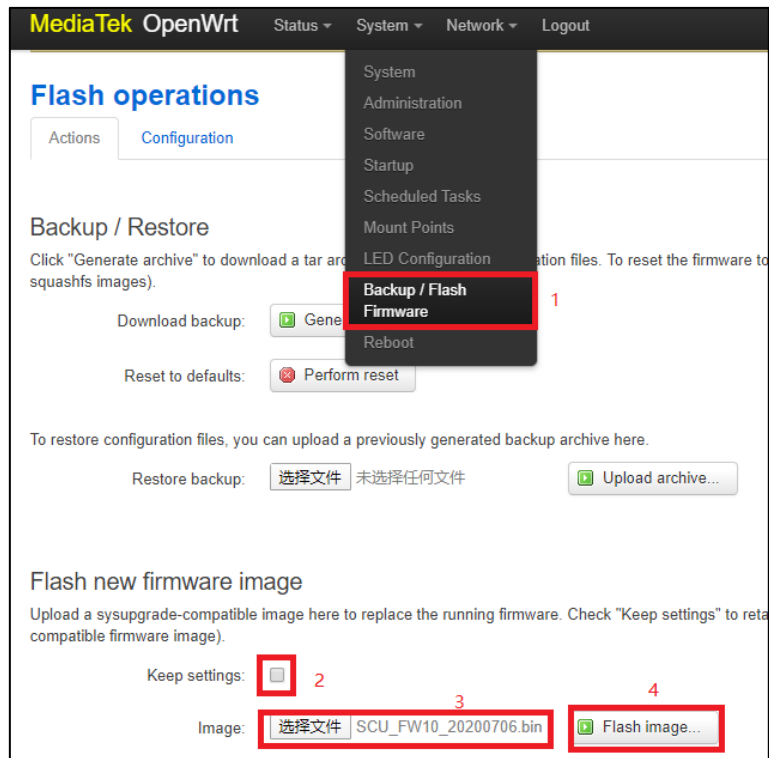 MediaTek OpenWrt Status System Network Logout
System
Administration
Software
Startup
Scheduled Tasks
Mount Points
LED Configuration
Backup / Flash
Firmware
1
Reboot
Flash operations
Actions Configuration
Backup / Restore
Click "Generate archive" to download a tar ation files. To reset the firmware to
squashfs images).
Download backup:
Reset to defaults: Perform reset
To restore configuration files, you can upload a previously generated backup archive here.
Restore backup: 选择文件 未选择任何文件 Upload archive...
Flash new firmware image
Upload a sysupgrade-compatible image here to replace the running firmware. Check "Keep settings" to reta
compatible firmware image).
Keep settings: 2
3 4
Image: 选择文件 SCU_FW10_20200706.bin Flash image...